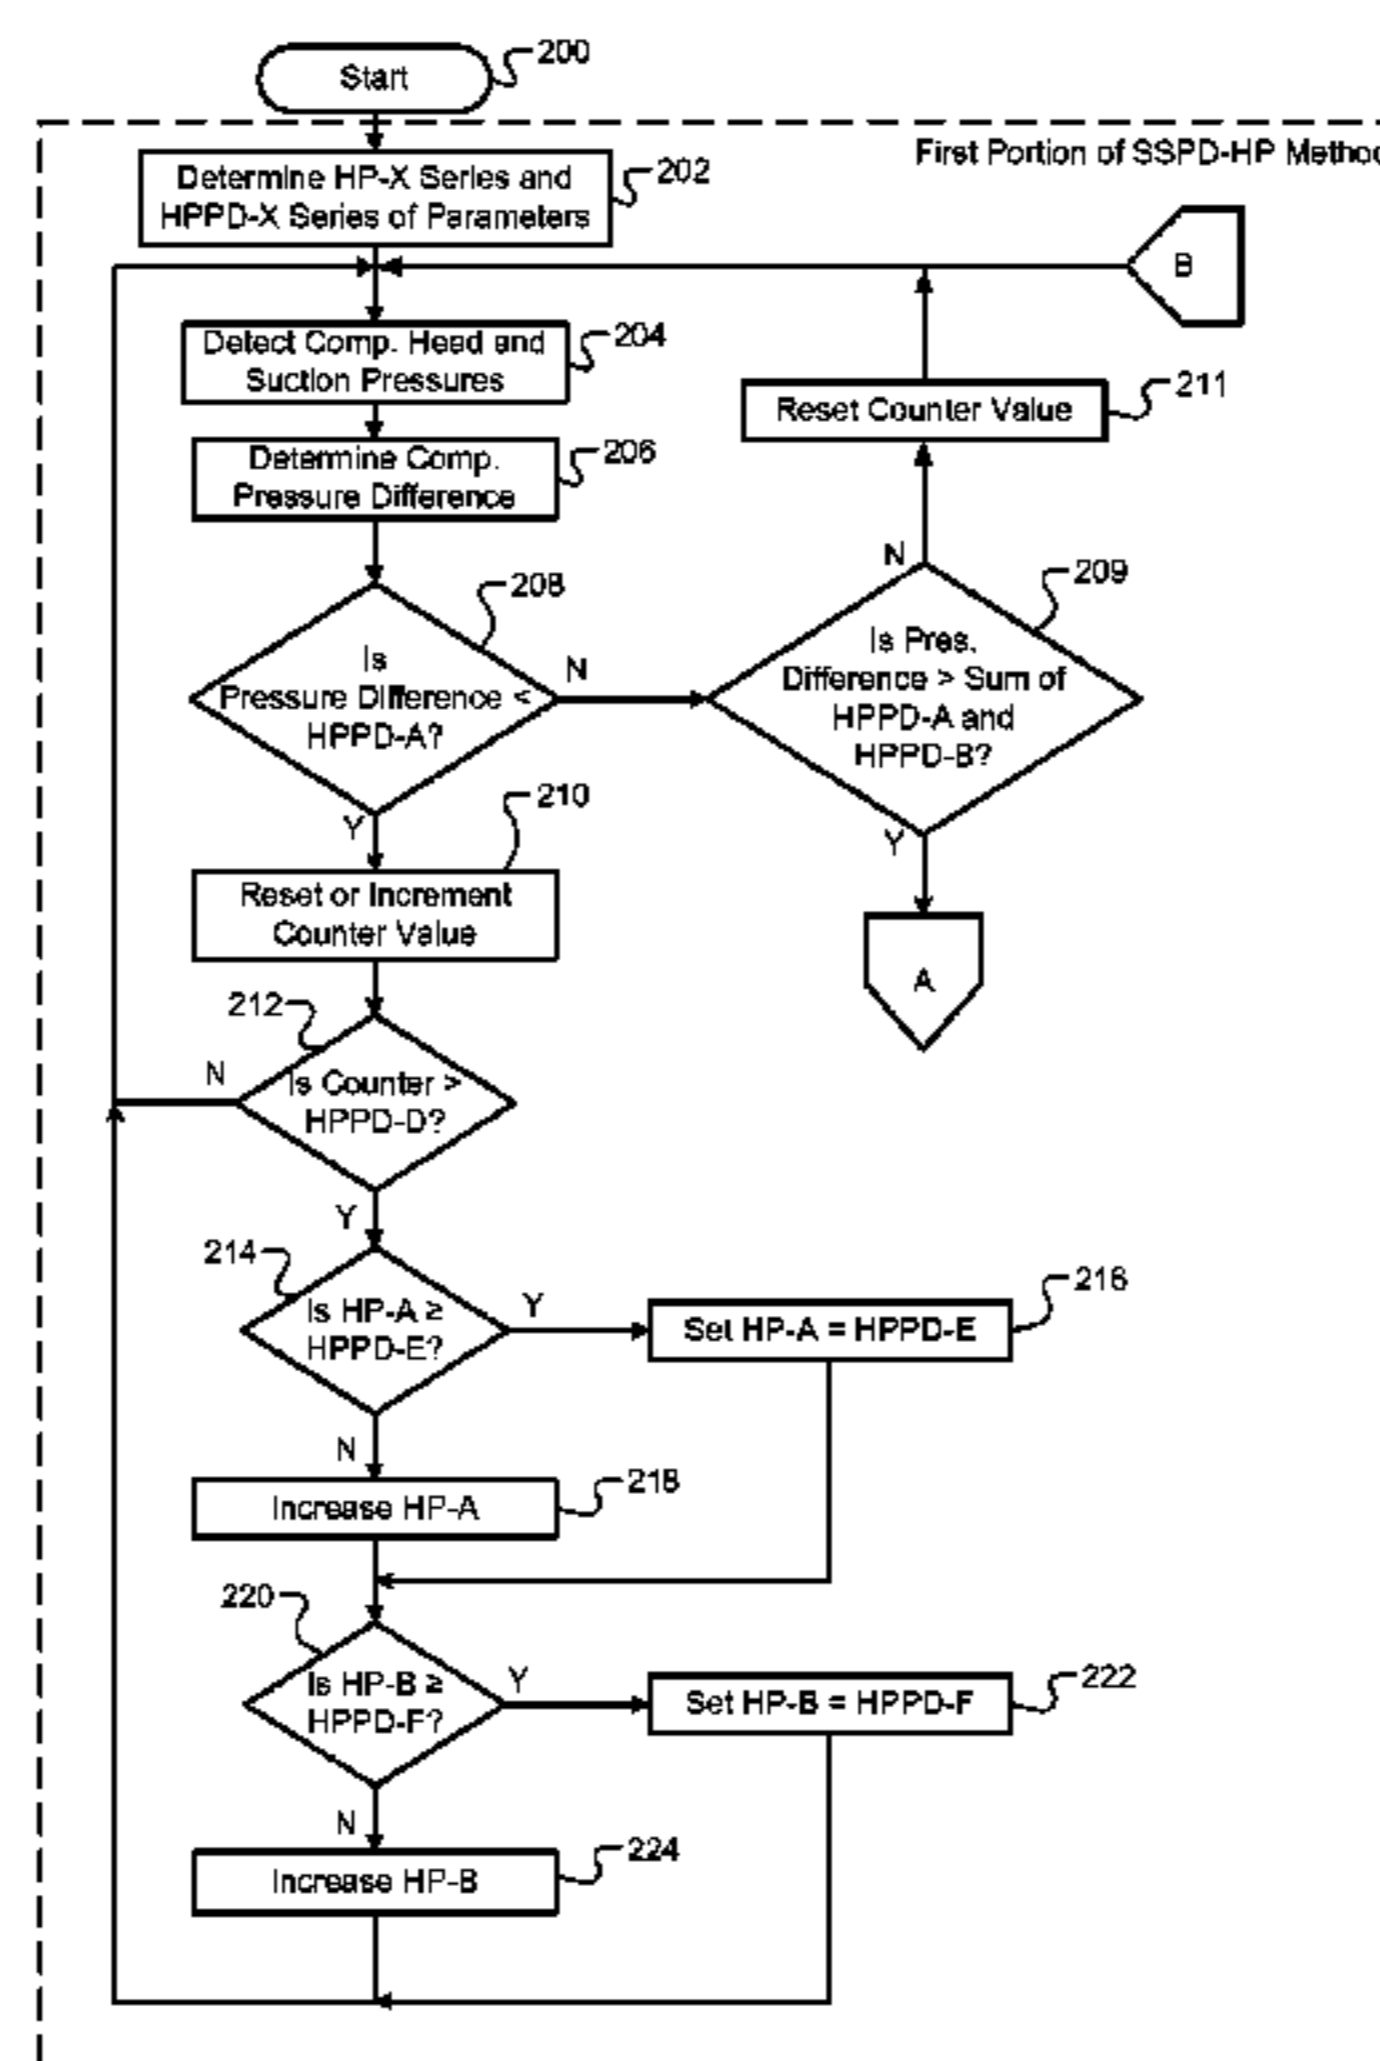 Start
200
First Portion of SSPD-HP Method
Determine HP-X Series and
HPPD-X Series of Parameters
202
B
Detect Comp. Head and
Suction Pressures
204
Reset Counter Value
211
Determine Comp.
Pressure Difference
206
Is
Pressure Difference <
HPPD-A?
208
N
Y
Is Pres.
Difference > Sum of
HPPD-A and
HPPD-B?
209
N
Y
A
Reset or Increment
Counter Value
210
Is Counter >
HPPD-D?
212
N
Y
Is HP-A ≥
HPPD-E?
214
Y
N
Set HP-A = HPPD-E
216
Increase HP-A
218
Is HP-B ≥
HPPD-F?
220
Y
N
Set HP-B = HPPD-F
222
Increase HP-B
224